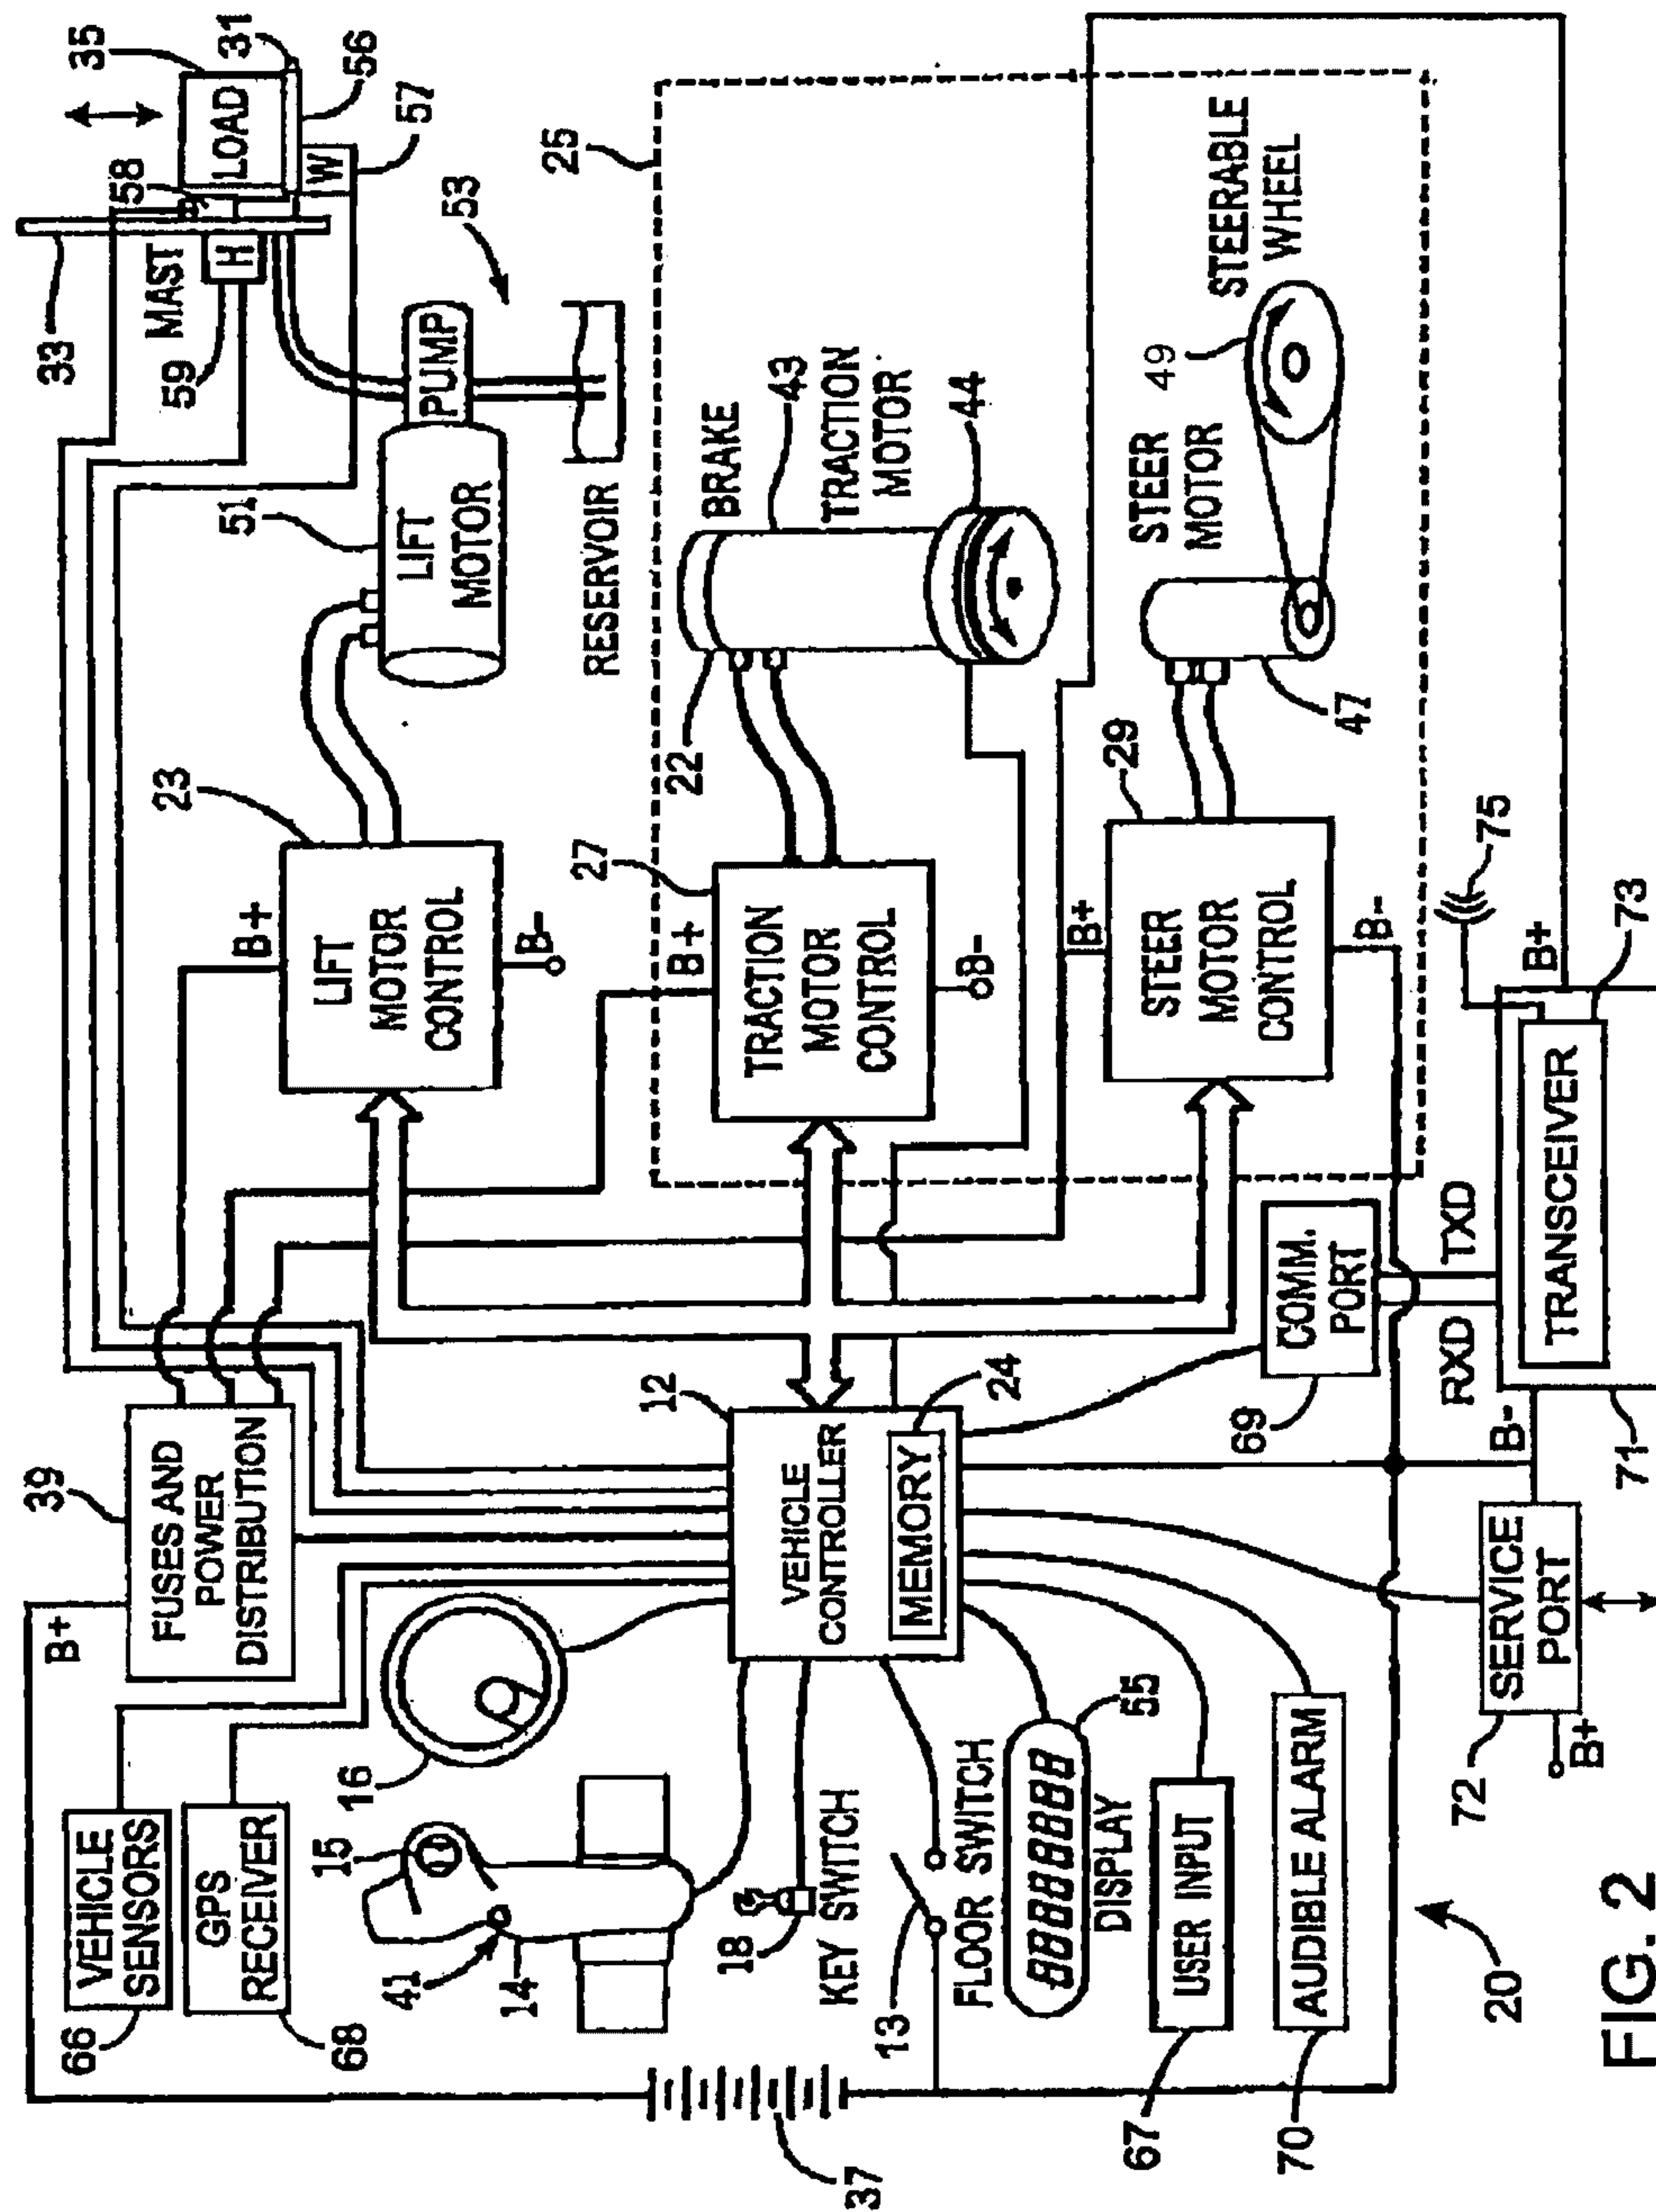 39
B+
FUSES AND
POWER
DISTRIBUTION
VEHICLE
SENSORS
66
GPS
RECEIVER
68
15
16
41
14
18
KEY SWITCH
13
FLOOR SWITCH
55
DISPLAY
88888888
USER INPUT
67
AUDIBLE ALARM
70
37
20
12
VEHICLE
CONTROLLER
MEMORY
24
72
SERVICE
PORT
B+
B-
71
69
COMM.
PORT
RXD
TXD
TRANSCEIVER
73
B+
75
23
B+
LIFT
MOTOR
CONTROL
B-
27
B+
TRACTION
MOTOR
CONTROL
B-
B+
29
STEER
MOTOR
CONTROL
B-
51
LIFT
MOTOR
PUMP
53
RESERVOIR
22
BRAKE
43
TRACTION
MOTOR
44
25
STEER
MOTOR
47
49
STEERABLE
WHEEL
33
59
MAST
H
58
LOAD
35
31
56
W
57
FIG. 2